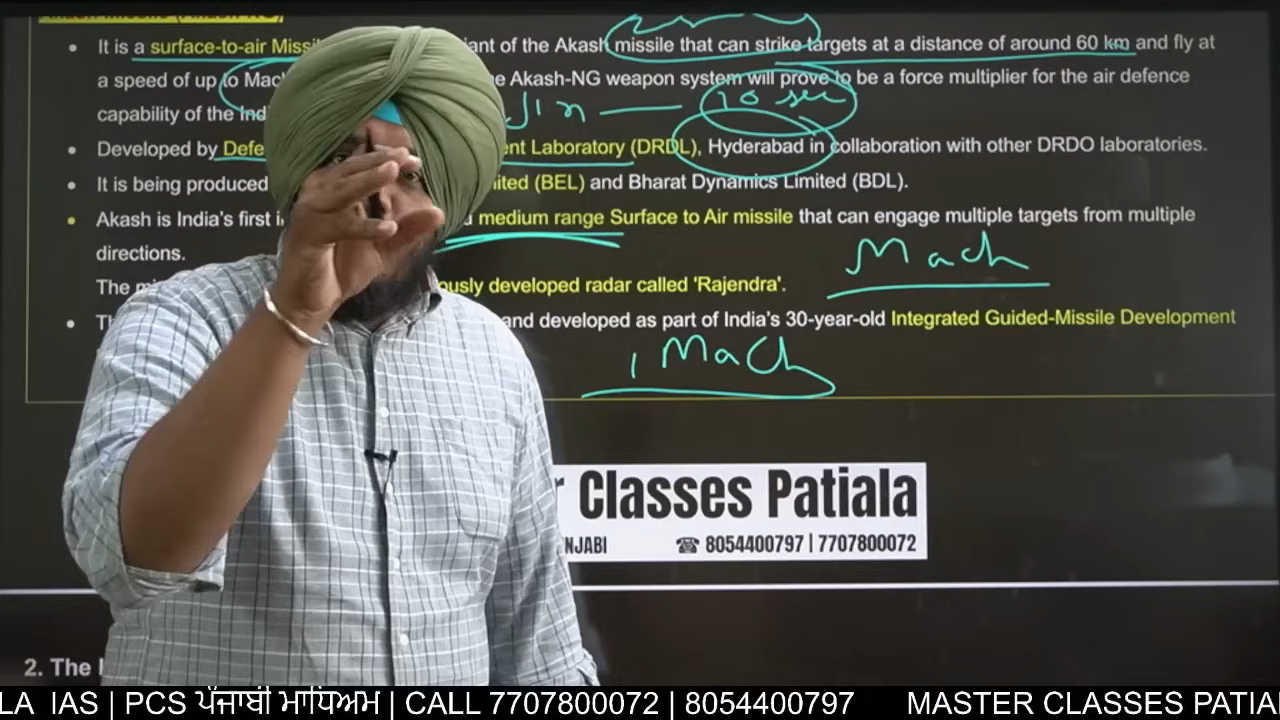 It is a surface-to-air Missi iant of the Akash missile that can strike targets at a distance of around 60 km and fly at
a speed of up to Mach e Akash-NG weapon system will prove to be a force multiplier for the air defence
capability of the Ind
10 sec
Developed by Defe ent Laboratory (DRDL), Hyderabad in collaboration with other DRDO laboratories.
It is being produced ited (BEL) and Bharat Dynamics Limited (BDL).
Akash is India's first i medium range Surface to Air missile that can engage multiple targets from multiple
directions.
Mach
The mi ously developed radar called 'Rajendra'.
Th and developed as part of India's 30-year-old Integrated Guided-Missile Development
1 Mach
r Classes Patiala
NJABI ☎ 8054400797 | 7707800072
2. The
LA IAS | PCS ਪੰਜਾਬੀ ਮਾਧਿਅਮ | CALL 7707800072 | 8054400797 MASTER CLASSES PATIA